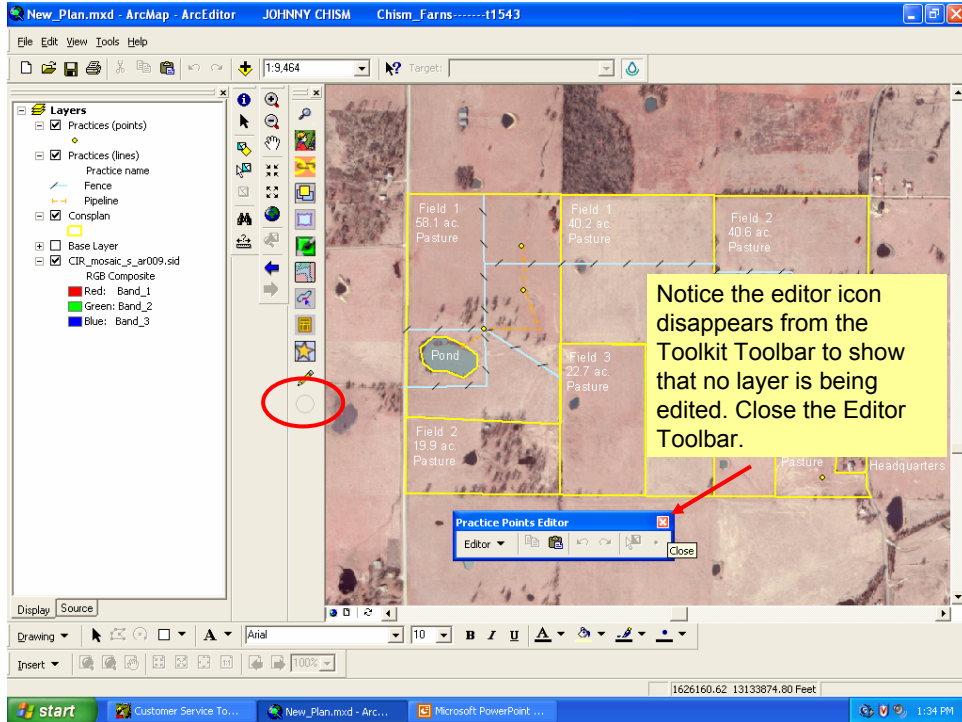 New_Plan.mxd - ArcMap - ArcEditor JOHNNY CHISM Chism_Farns-------t1543
File Edit View Tools Help
1:9,464 Target:
Layers
Practices (points)
Practices (lines)
Practice name
Fence
Pipeline
Consplan
Base Layer
CIR_mosaic_s_ar009.sid
RGB Composite
Red: Band_1
Green: Band_2
Blue: Band_3
Field 1
58.1 ac.
Pasture
Field 1
40.2 ac.
Pasture
Field 2
40.6 ac.
Pasture
Notice the editor icon
disappears from the
Toolkit Toolbar to show
that no layer is being
edited. Close the Editor
Toolbar.
Pond
Field 3
22.7 ac.
Pasture
Field 2
19.9 ac.
Pasture
Pasture
Headquarters
Practice Points Editor
Editor
Close
Display Source
Drawing A Arial 10 B I U A
Insert 100%
1626160.62 13133874.80 Feet
start Customer Service To... New_Plan.mxd - Arc... Microsoft PowerPoint ... 1:34 PM